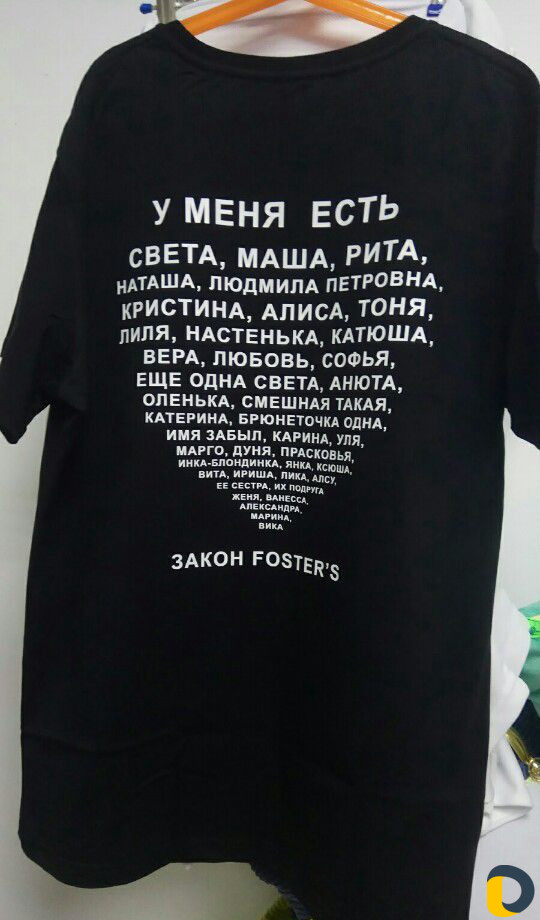 У МЕНЯ ЕСТЬ
СВЕТА, МАША, РИТА,
НАТАША, ЛЮДМИЛА ПЕТРОВНА,
КРИСТИНА, АЛИСА, ТОНЯ,
ЛИЛЯ, НАСТЕНЬКА, КАТЮША,
ВЕРА, ЛЮБОВЬ, СОФЬЯ,
ЕЩЕ ОДНА СВЕТА, АНЮТА,
ОЛЕНЬКА, СМЕШНАЯ ТАКАЯ,
КАТЕРИНА, БРЮНЕТОЧКА ОДНА,
ИМЯ ЗАБЫЛ, КАРИНА, УЛЯ,
МАРГО, ДУНЯ, ПРАСКОВЬЯ,
ИНКА-БЛОНДИНКА, ЯНКА, КСЮША,
ВИТА, ИРИША, ЛИКА, АЛСУ,
ЕЕ СЕСТРА, ИХ ПОДРУГА
ЖЕНЯ, ВАНЕССА,
АЛЕКСАНДРА,
МАРИНА,
ВИКА
ЗАКОН FOSTER'S